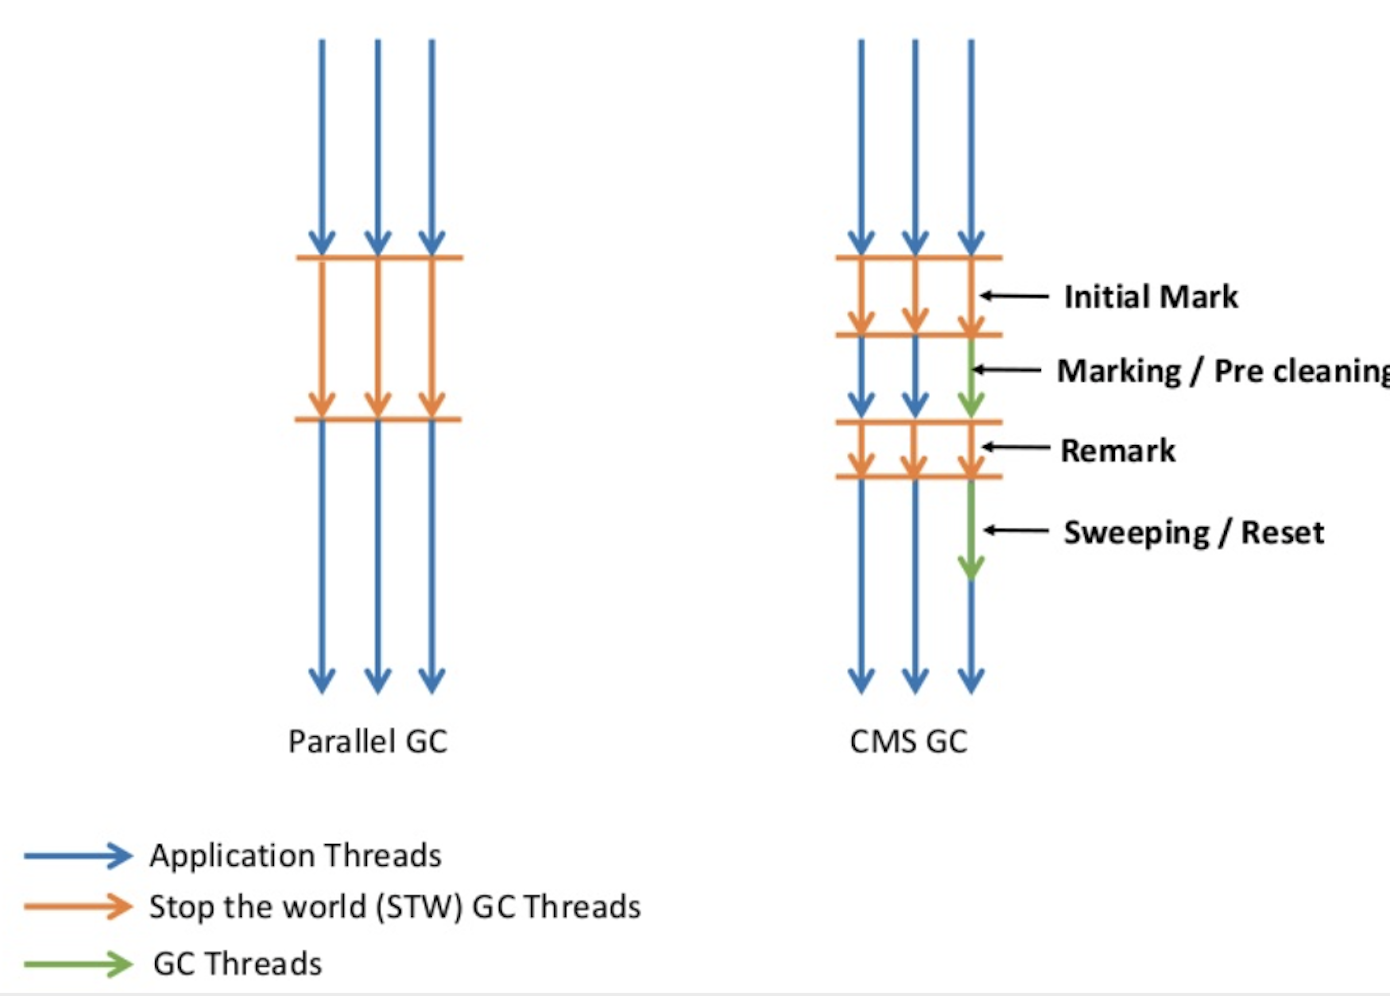 Initial Mark
Marking / Pre cleaning
Remark
Sweeping / Reset
Parallel GC
CMS GC
Application Threads
Stop the world (STW) GC Threads
GC Threads